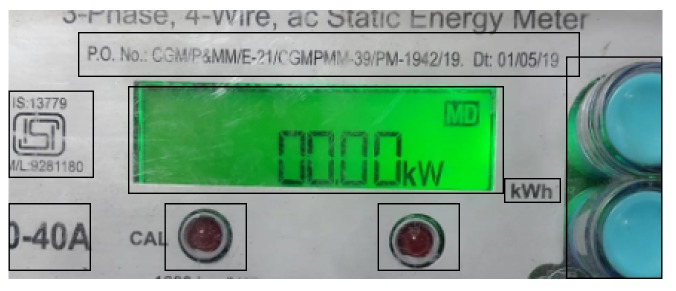 3-Phase, 4-Wire, ac Static Energy Meter
P.O. No.: CGM/P&MM/E-21/CGMPMM-39/PM-1942/19. Dt: 01/05/19
IS:13779
ISI
M/L:9281180
MD
00.00kW
kWh
0-40A
CAL